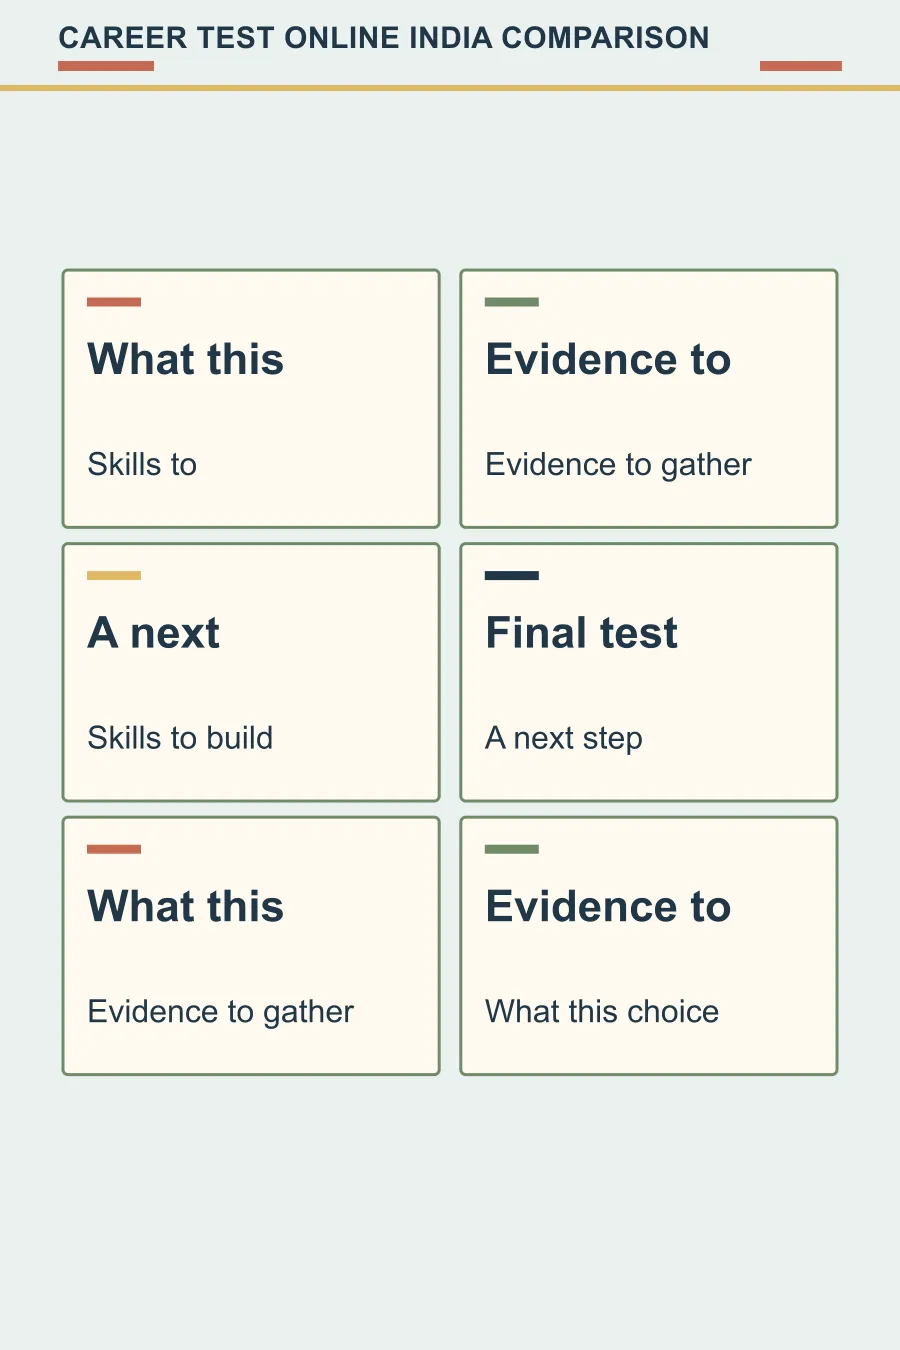 CAREER TEST ONLINE INDIA COMPARISON
What this
Skills to
Evidence to
Evidence to gather
A next
Skills to build
Final test
A next step
What this
Evidence to gather
Evidence to
What this choice